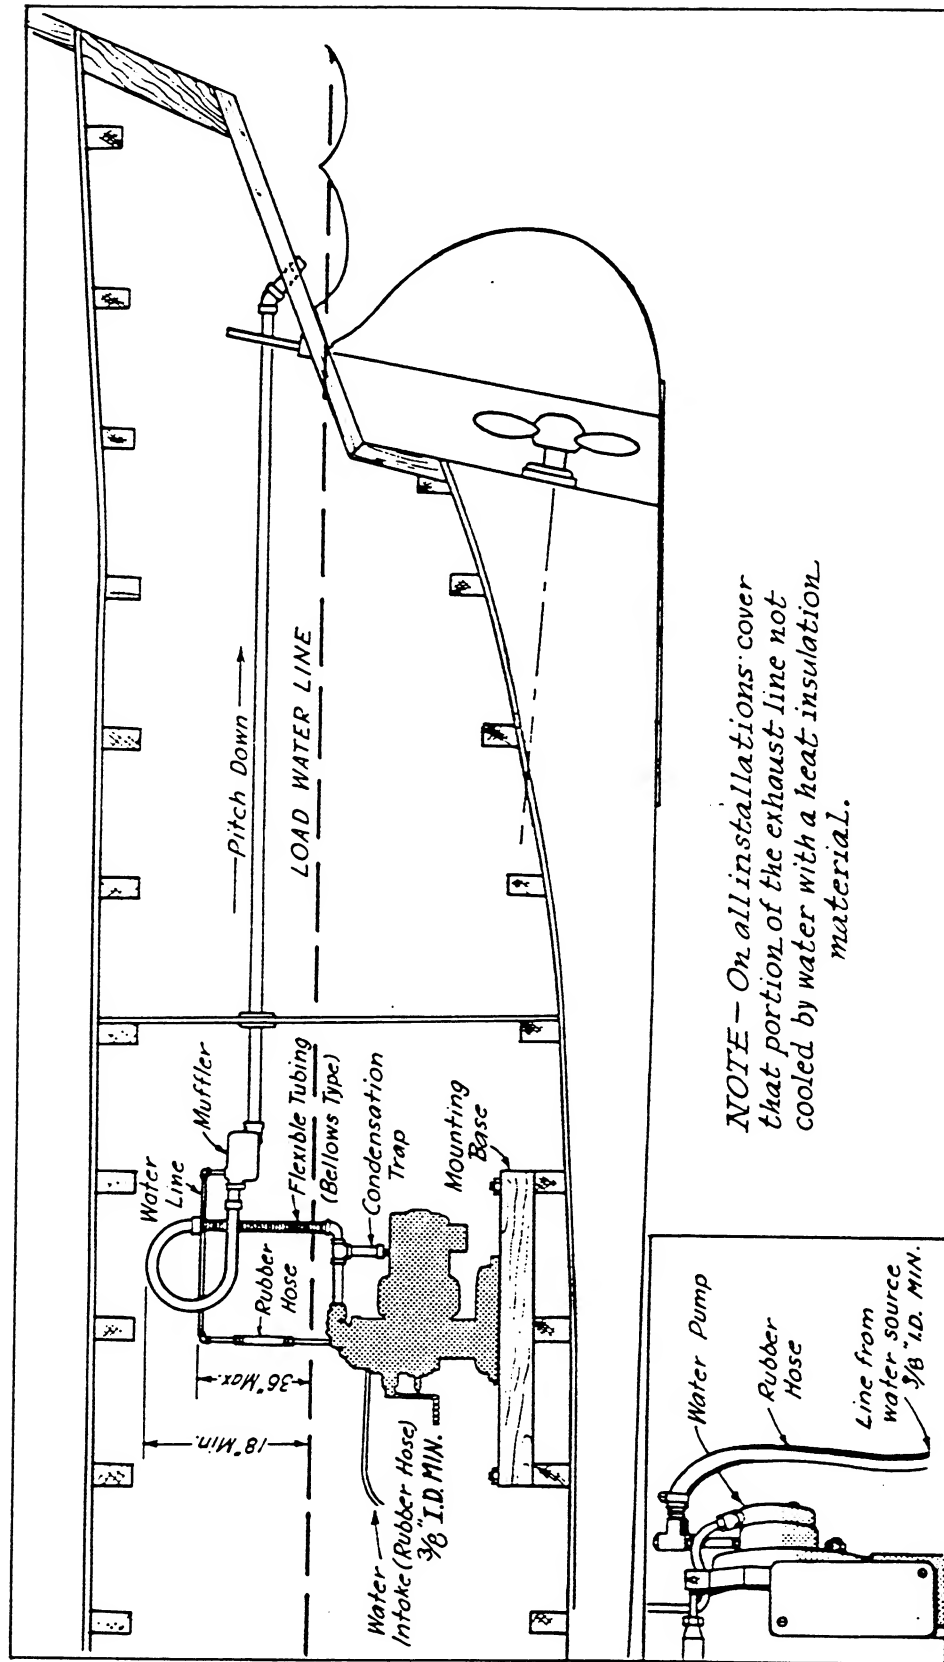 Pitch Down
LOAD WATER LINE
Water
Line
Muffler
Flexible Tubing
(Bellows Type)
Condensation
Trap
Mounting
Base
Rubber
Hose
36" Max.
18" Min.
Water
Intake (Rubber Hose)
3/8" I.D. MIN.
NOTE - On all installations cover
that portion of the exhaust line not
cooled by water with a heat insulation
material.
Water Pump
Rubber
Hose
Line from
water source
3/8" I.D. MIN.